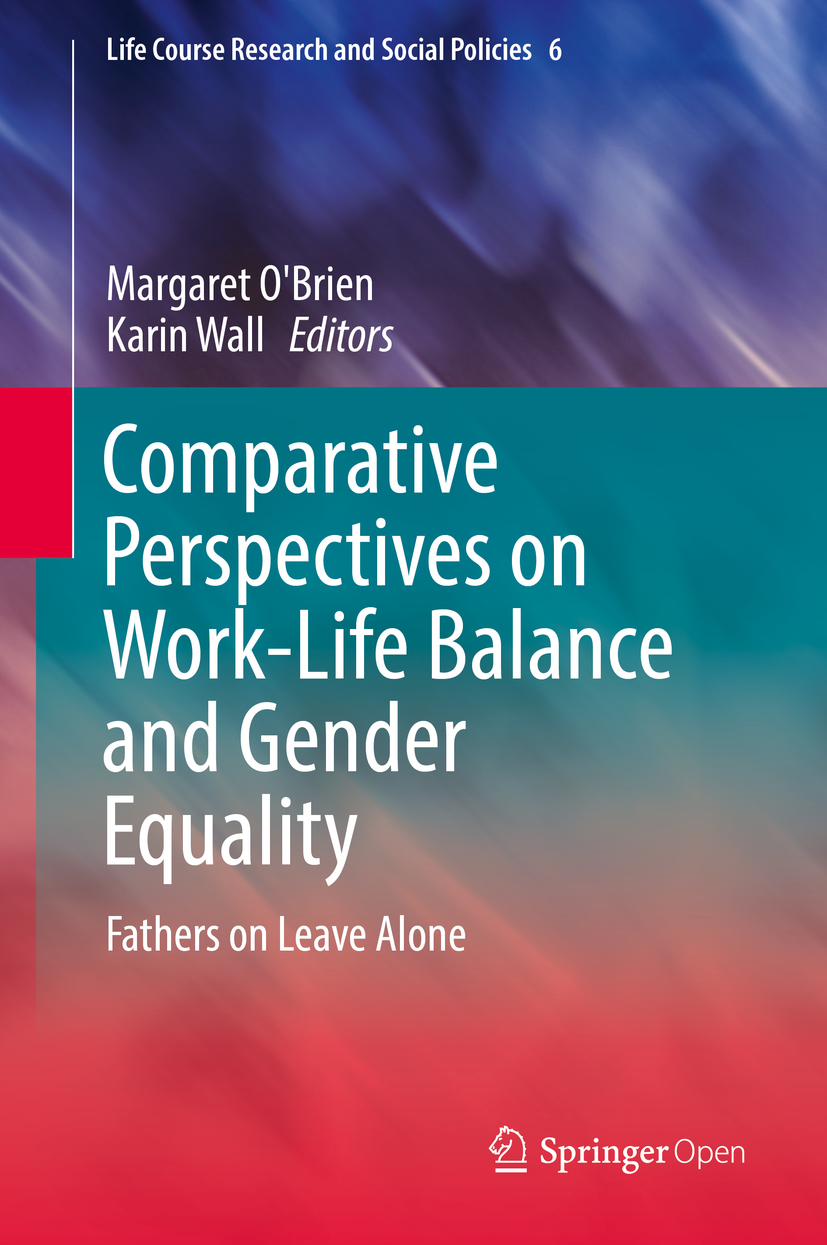 Life Course Research and Social Policies 6
Margaret O'Brien
Karin Wall Editors
Comparative
Perspectives on
Work-Life Balance
and Gender
Equality
Fathers on Leave Alone
Springer Open